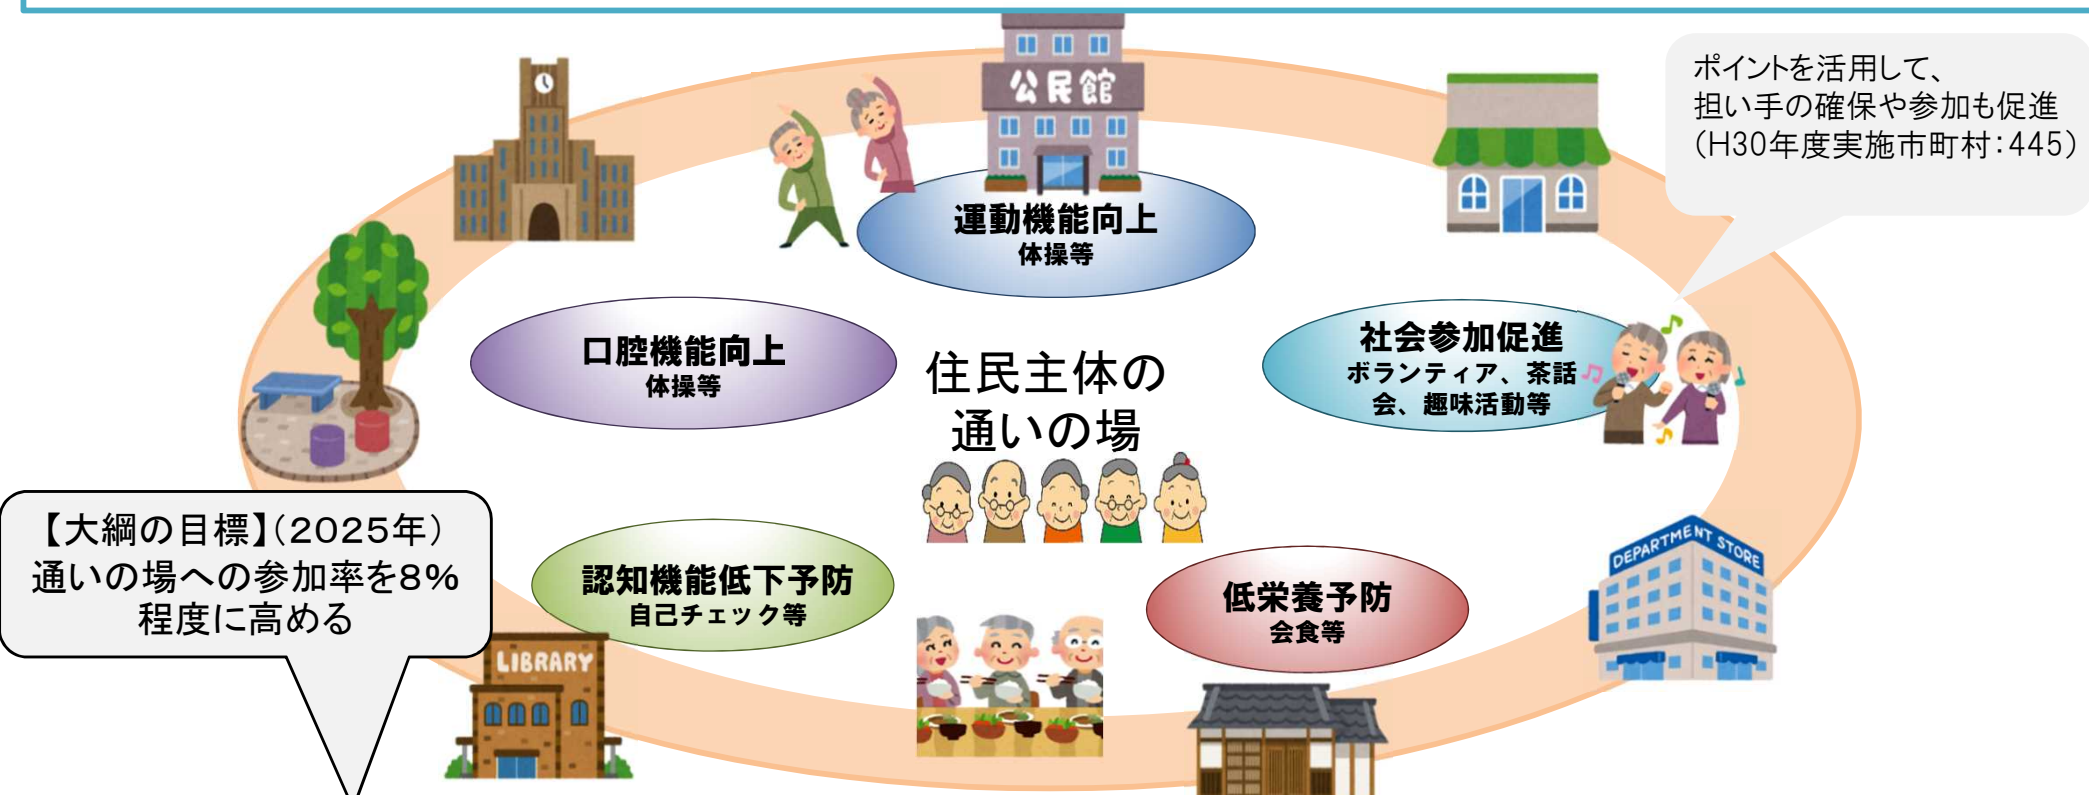 公民館
ポイントを活用して、
担い手の確保や参加も促進
（H30年度実施市町村：445）
運動機能向上
体操等
口腔機能向上
体操等
住民主体の
通いの場
社会参加促進
ボランティア、茶話
会、趣味活動等
【大綱の目標】（2025年）
通いの場への参加率を8%
程度に高める
認知機能低下予防
自己チェック等
低栄養予防
会食等
DEPARTMENT STORE
LIBRARY